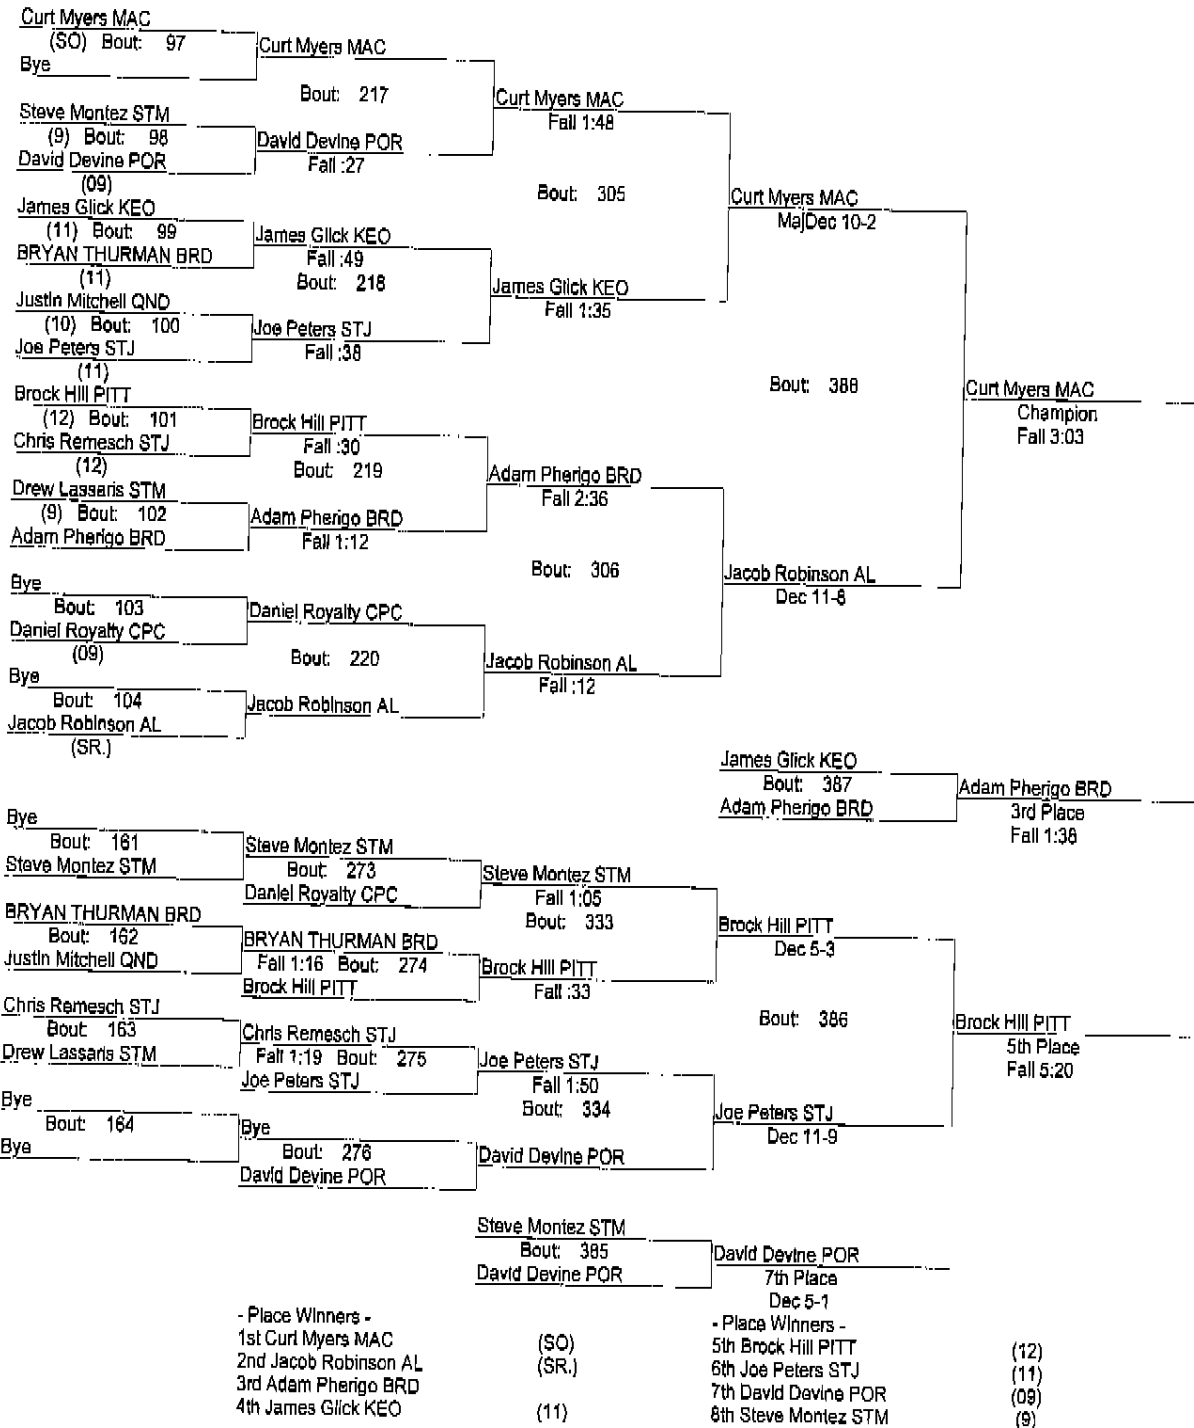 Curt Myers MAC
(SO) Bout: 97
Bye
Curt Myers MAC
Bout: 217
Steve Montez STM
(9) Bout: 98
David Devine POR
(09)
David Devine POR
Fall :27
Curt Myers MAC
Fall 1:48
Bout: 305
James Glick KEO
(11) Bout: 99
BRYAN THURMAN BRD
(11)
James Glick KEO
Fall :49
Bout: 218
Justin Mitchell QND
(10) Bout: 100
Joe Peters STJ
(11)
Joe Peters STJ
Fall :38
James Glick KEO
Fall 1:35
Curt Myers MAC
MajDec 10-2
Bout: 388
Curt Myers MAC
Champion
Fall 3:03
Brock Hill PITT
(12) Bout: 101
Chris Remesch STJ
(12)
Brock Hill PITT
Fall :30
Bout: 219
Drew Lassaris STM
(9) Bout: 102
Adam Pherigo BRD
Adam Pherigo BRD
Fall 1:12
Adam Pherigo BRD
Fall 2:36
Bout: 306
Bye
Bout: 103
Daniel Royalty CPC
(09)
Daniel Royalty CPC
Bout: 220
Bye
Bout: 104
Jacob Robinson AL
(SR.)
Jacob Robinson AL
Jacob Robinson AL
Fall :12
Jacob Robinson AL
Dec 11-8
James Glick KEO
Bout: 387
Adam Pherigo BRD
Adam Pherigo BRD
3rd Place
Fall 1:38
Bye
Bout: 161
Steve Montez STM
Steve Montez STM
Bout: 273
Daniel Royalty CPC
Steve Montez STM
Fall 1:05
Bout: 333
BRYAN THURMAN BRD
Bout: 162
Justin Mitchell QND
BRYAN THURMAN BRD
Fall 1:16 Bout: 274
Brock Hill PITT
Brock Hill PITT
Fall :33
Brock Hill PITT
Dec 5-3
Bout: 386
Brock Hill PITT
5th Place
Fall 5:20
Chris Remesch STJ
Bout: 163
Drew Lassaris STM
Chris Remesch STJ
Fall 1:19 Bout: 275
Joe Peters STJ
Joe Peters STJ
Fall 1:50
Bout: 334
Bye
Bout: 164
Bye
Bye
Bout: 276
David Devine POR
David Devine POR
Joe Peters STJ
Dec 11-9
Steve Montez STM
Bout: 385
David Devine POR
David Devine POR
7th Place
Dec 5-1
- Place Winners -
1st Curt Myers MAC (SO)
2nd Jacob Robinson AL (SR.)
3rd Adam Pherigo BRD
4th James Glick KEO (11)
- Place Winners -
5th Brock Hill PITT (12)
6th Joe Peters STJ (11)
7th David Devine POR (09)
8th Steve Montez STM (9)